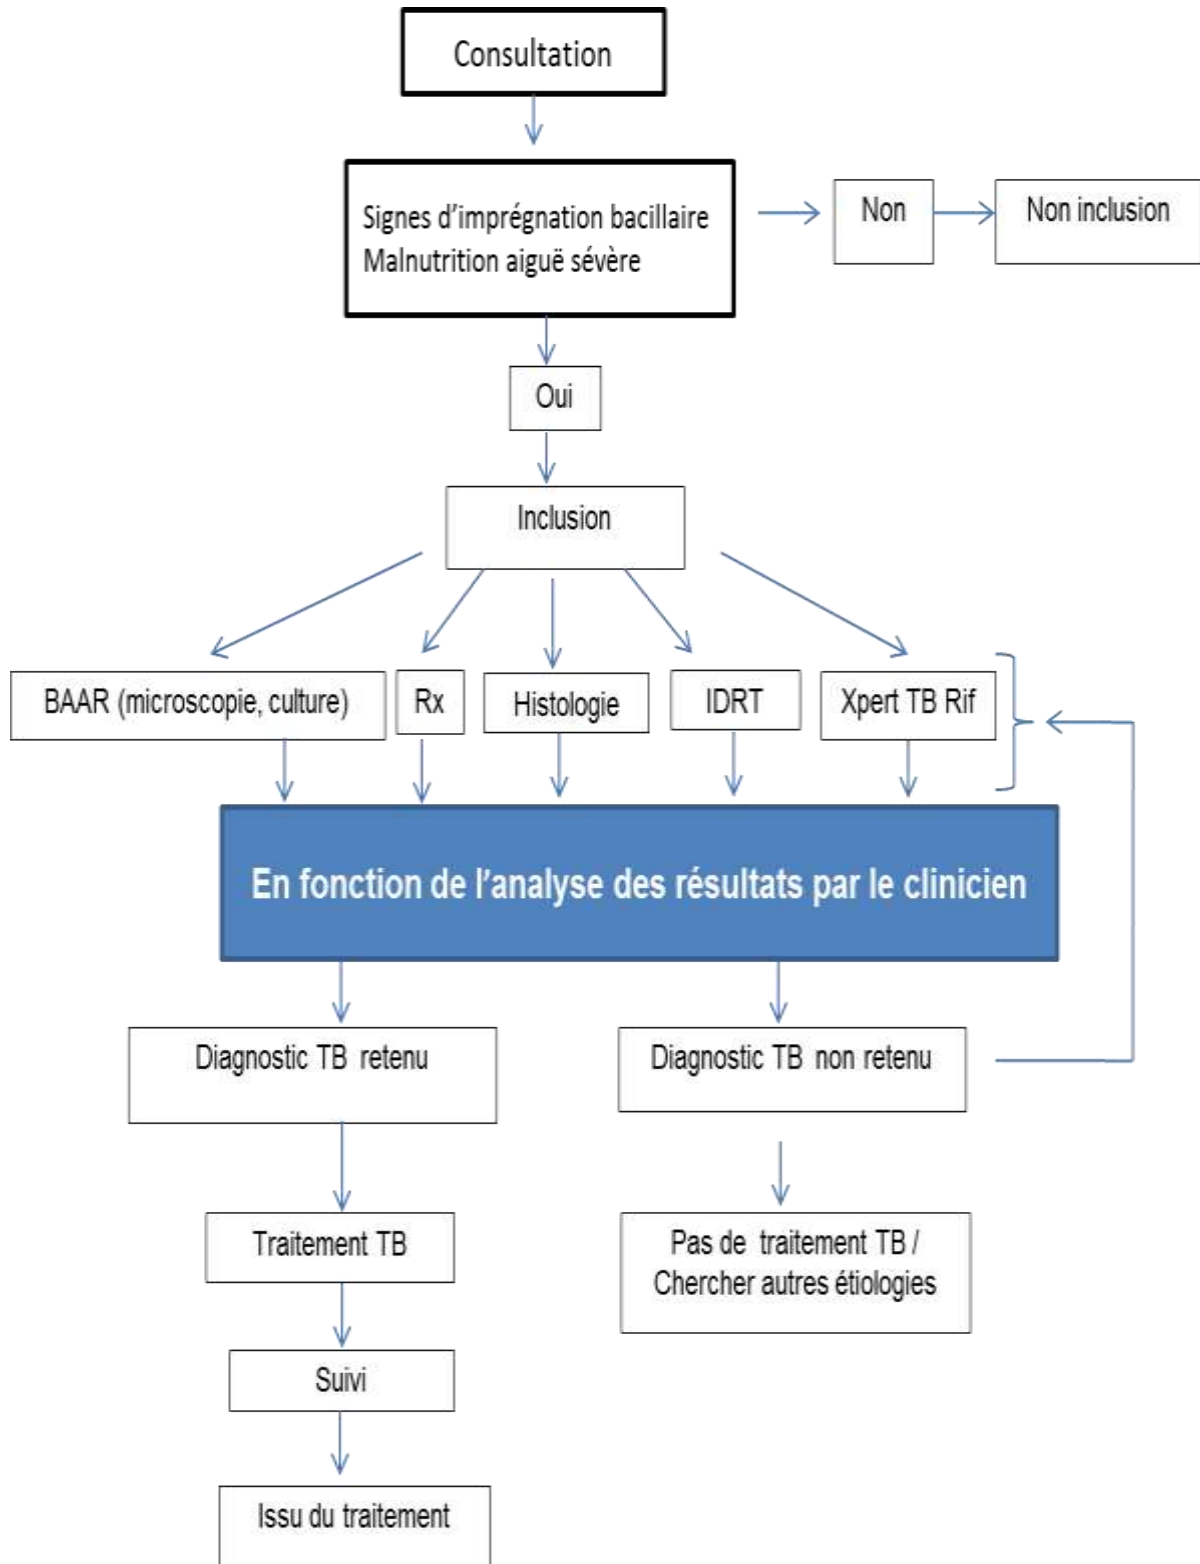 Consultation
Signes d'imprégnation bacillaire
Malnutrition aiguë sévère
Non
Non inclusion
Oui
Inclusion
BAAR (microscopie, culture)
Rx
Histologie
IDRT
Xpert TB Rif
En fonction de l'analyse des résultats par le clinicien
Diagnostic TB retenu
Diagnostic TB non retenu
Traitement TB
Pas de traitement TB /
Chercher autres étiologies
Suivi
Issu du traitement